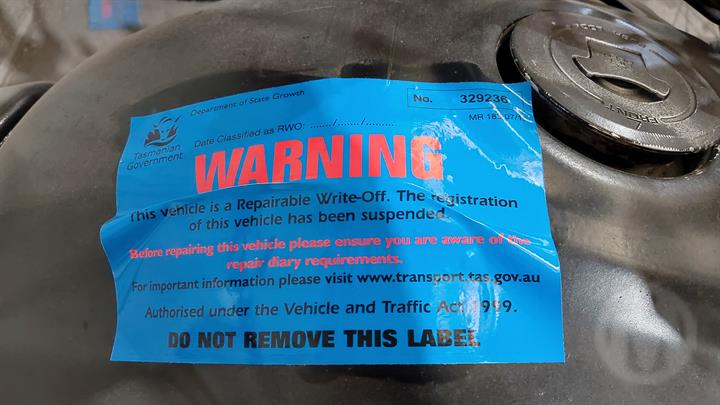 Department of State Growth
No. 329236
MR 183 07/
Tasmanian
Government
Date Classified as RWO: ......./......./.......
WARNING
This vehicle is a Repairable Write-Off. The registration
of this vehicle has been suspended.
Before repairing this vehicle please ensure you are aware of the
repair diary requirements.
For important information please visit www.transport.tas.gov.au
Authorised under the Vehicle and Traffic Act 1999.
DO NOT REMOVE THIS LABEL